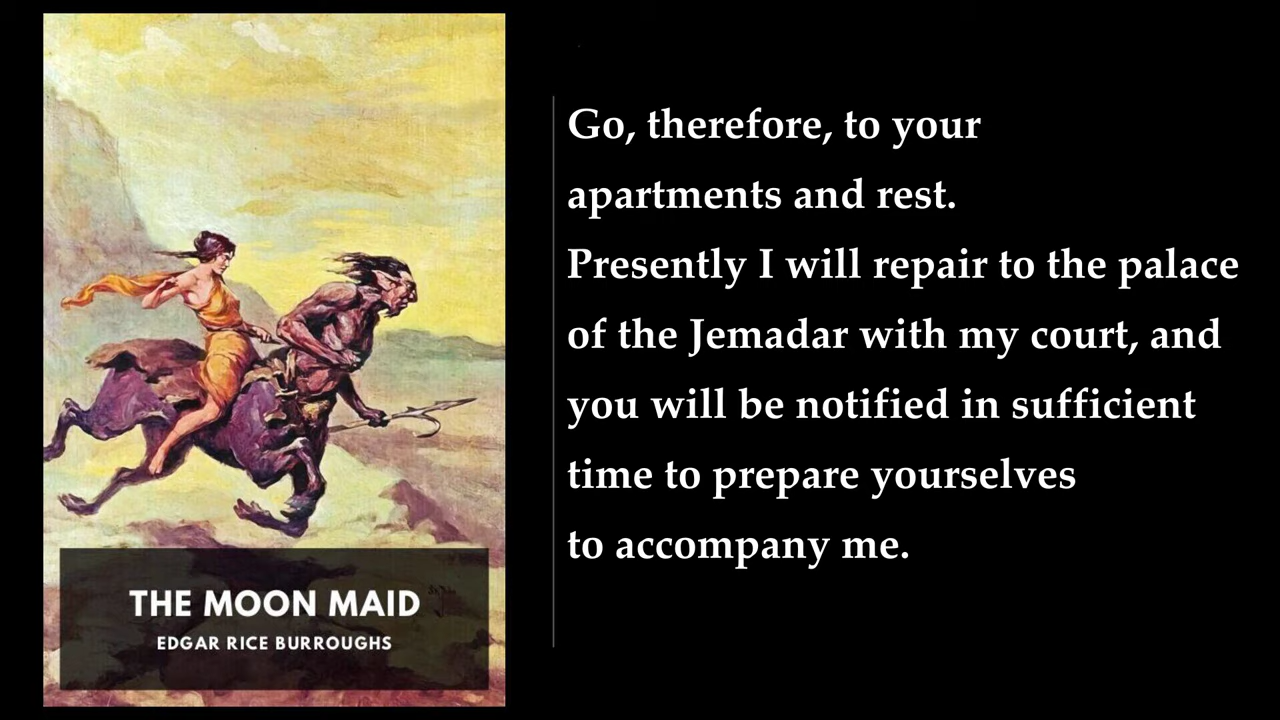 Go, therefore, to your
apartments and rest.
Presently I will repair to the palace
of the Jemadar with my court, and
you will be notified in sufficient
time to prepare yourselves
to accompany me.
THE MOON MAID
EDGAR RICE BURROUGHS